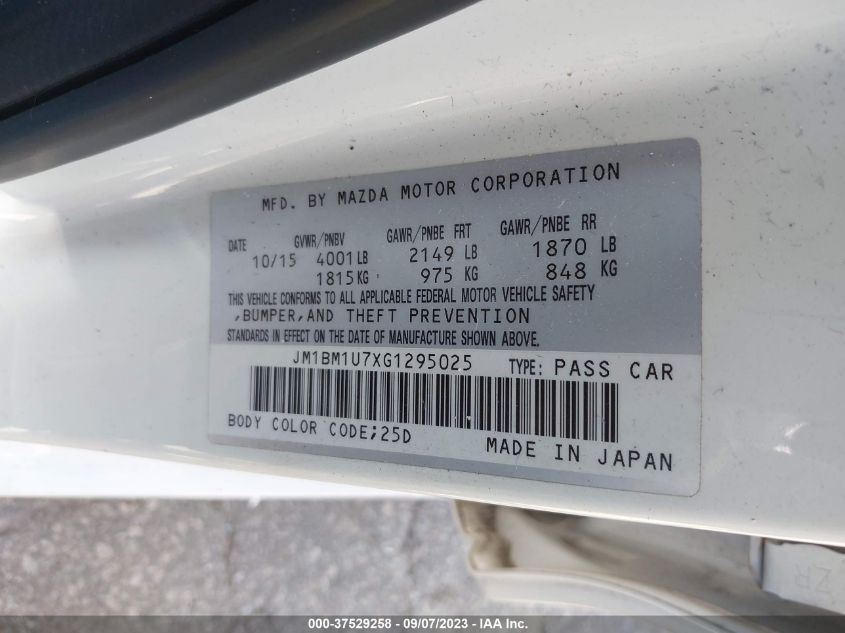 MFD. BY MAZDA MOTOR CORPORATION
DATE GVWR/PNBV GAWR/PNBE FRT GAWR/PNBE RR
10/15 4001 LB 2149 LB 1870 LB
1815 KG 975 KG 848 KG
THIS VEHICLE CONFORMS TO ALL APPLICABLE FEDERAL MOTOR VEHICLE SAFETY
,BUMPER,AND THEFT PREVENTION
STANDARDS IN EFFECT ON THE DATE OF MANUFACTURE SHOWN ABOVE.
JM1BM1U7XG1295025 TYPE: PASS CAR
BODY COLOR CODE;25D
MADE IN JAPAN
ZR
000-37529258 - 09/07/2023 - IAA Inc.